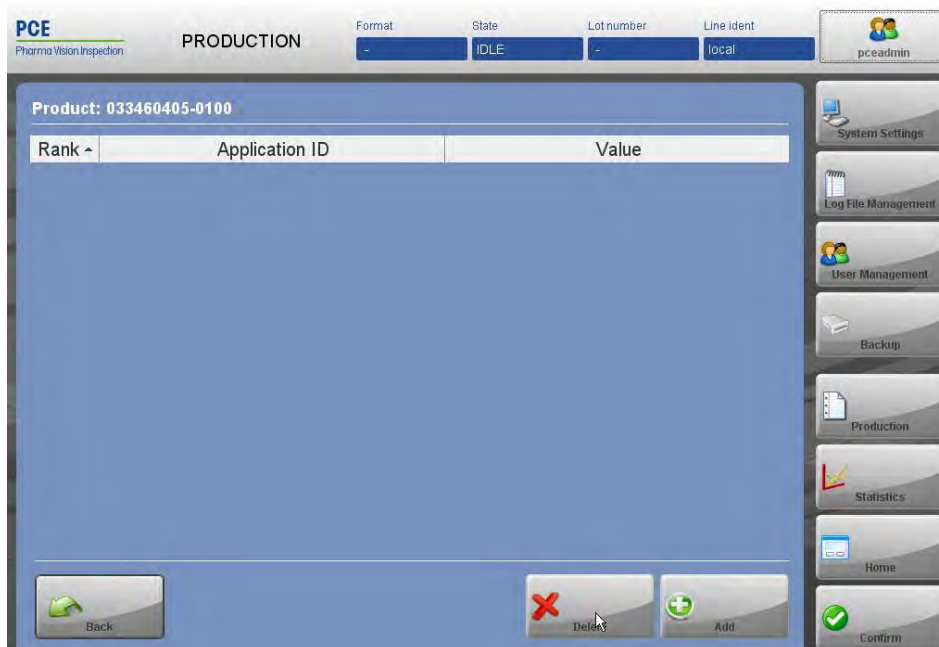 PCE
Pharma Vision Inspection
PRODUCTION
Format
-
State
IDLE
Lot number
-
Line ident
local
pceadmin
Product: 033460405-0100
Rank Application ID Value
System Settings
Log File Management
User Management
Backup
Production
Statistics
Home
Confirm
Back
Delete
Add